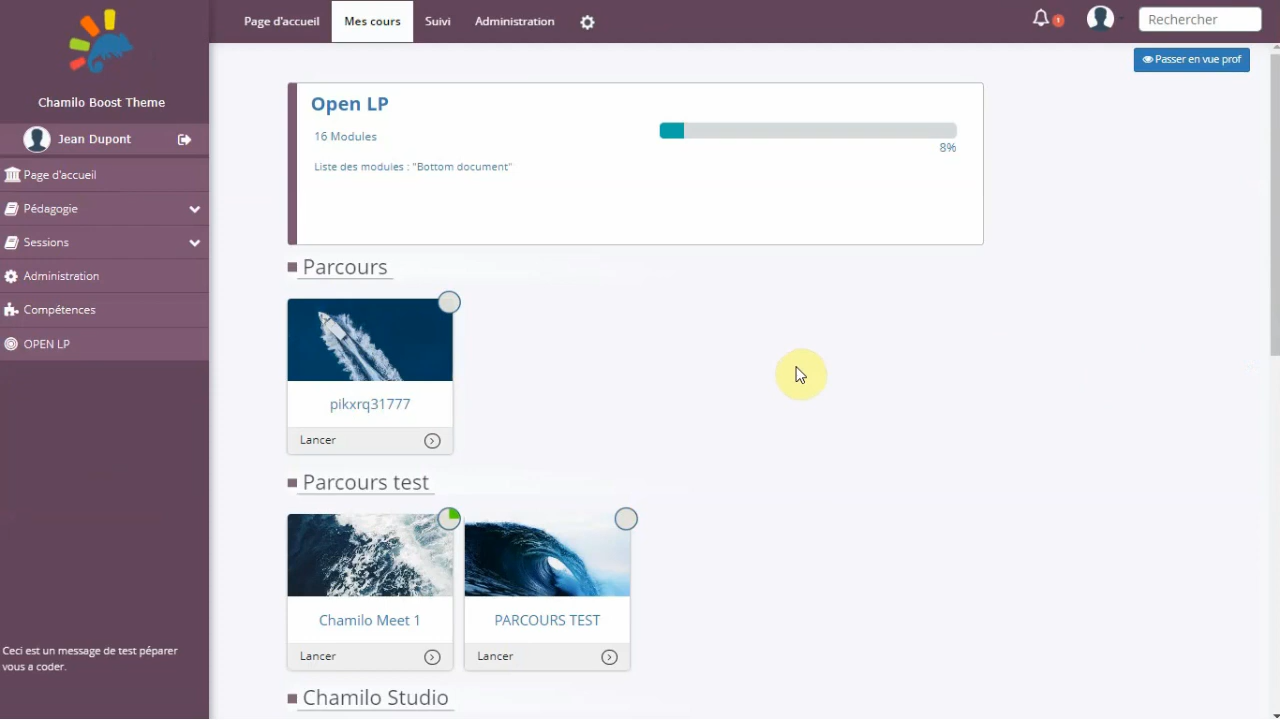 Chamilo Boost Theme
Jean Dupont
Page d'accueil
Pédagogie
Sessions
Administration
Compétences
OPEN LP
Ceci est un message de test péparer
vous a coder.
Page d'accueil Mes cours Suivi Administration
1
Rechercher
Passer en vue prof
Open LP
16 Modules
8%
Liste des modules : "Bottom document"
Parcours
pikxrq31777
Lancer
Parcours test
Chamilo Meet 1
Lancer
PARCOURS TEST
Lancer
Chamilo Studio